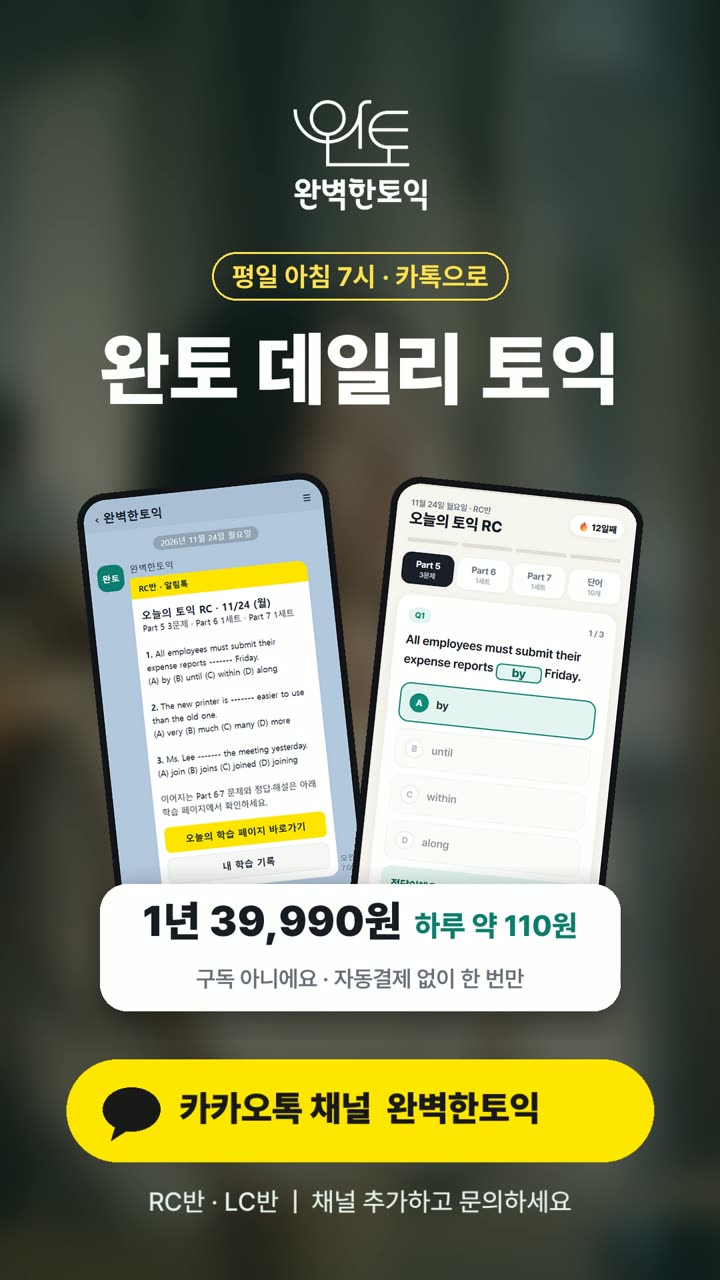 완토
완벽한토익
평일 아침 7시 · 카톡으로
완토 데일리 토익
‹ 완벽한토익
2026년 11월 24일 월요일
완토
완벽한토익
RC반 · 알림톡
오늘의 토익 RC · 11/24 (월)
Part 5 3문제 · Part 6 1세트 · Part 7 1세트
1. All employees must submit their
expense reports ------- Friday.
(A) by (B) until (C) within (D) along
2. The new printer is ------- easier to use
than the old one.
(A) very (B) much (C) many (D) more
3. Ms. Lee ------- the meeting yesterday.
(A) join (B) joins (C) joined (D) joining
이어지는 Part 6·7 문제와 정답·해설은 아래
학습 페이지에서 확인하세요.
오늘의 학습 페이지 바로가기
내 학습 기록
11월 24일 월요일 · RC반
오늘의 토익 RC
12일째
Part 5
3문제
Part 6
1세트
Part 7
1세트
단어
10개
Q1
1 / 3
All employees must submit their
expense reports by Friday.
A by
B until
C within
D along
1년 39,990원 하루 약 110원
구독 아니에요 · 자동결제 없이 한 번만
카카오톡 채널 완벽한토익
RC반 · LC반 | 채널 추가하고 문의하세요